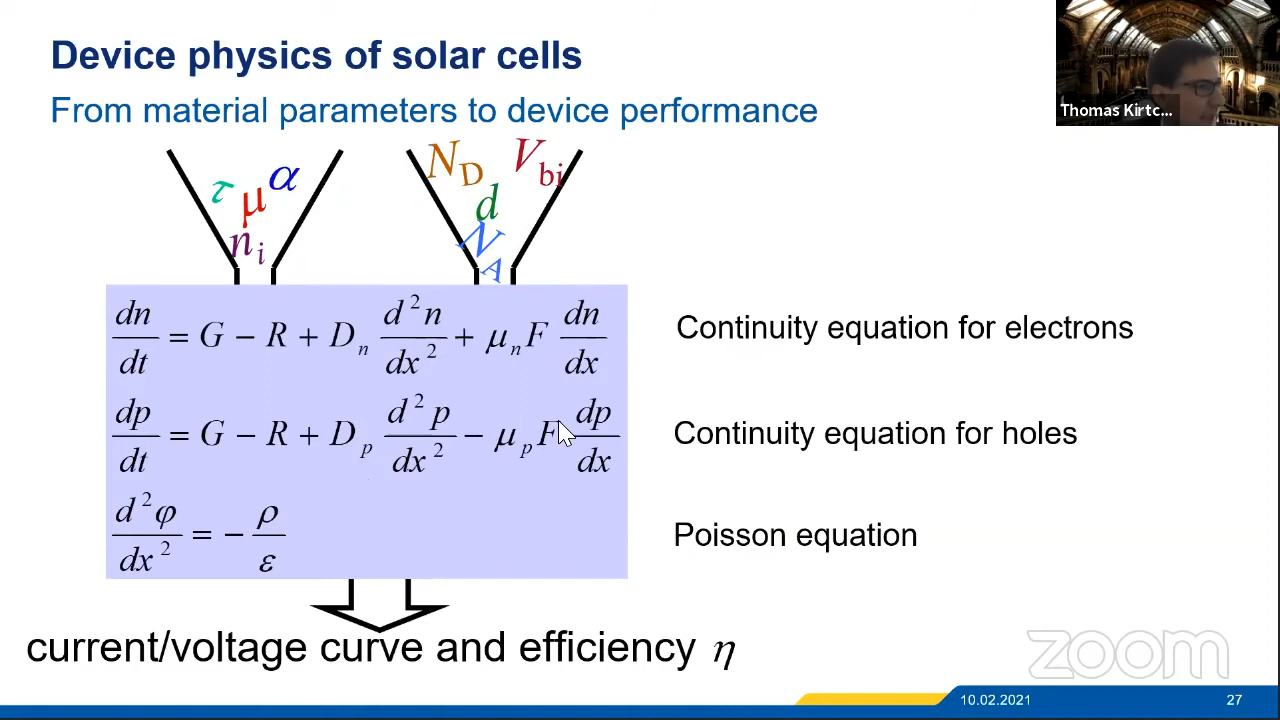 Device physics of solar cells
From material parameters to device performance
Thomas Kirtc...
τ μ α n_i
N_D V_bi d N_A
dn/dt = G − R + D_n d²n/dx² + μ_n F dn/dx
Continuity equation for electrons
dp/dt = G − R + D_p d²p/dx² − μ_p F dp/dx
Continuity equation for holes
d²φ/dx² = − ρ/ε
Poisson equation
current/voltage curve and efficiency η
zoom
10.02.2021
27